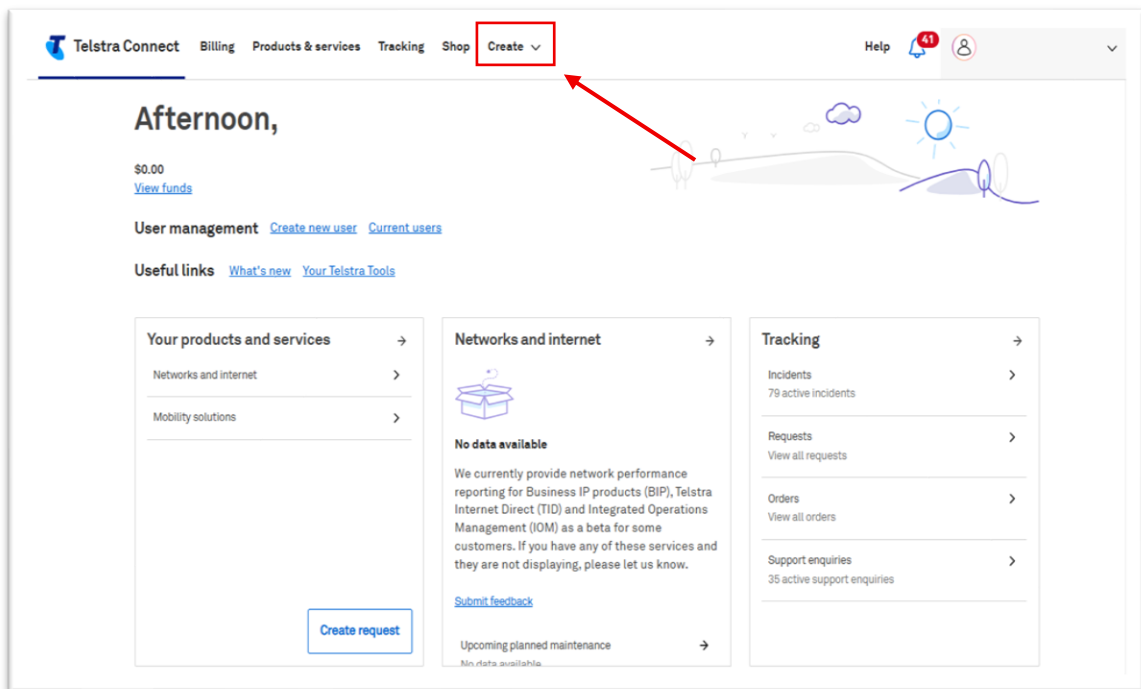 Telstra Connect Billing Products & services Tracking Shop Create Help 41
Afternoon,
$0.00
View funds
User management Create new user Current users
Useful links What's new Your Telstra Tools
Your products and services
Networks and internet
Mobility solutions
Create request
Networks and internet
No data available
We currently provide network performance
reporting for Business IP products (BIP), Telstra
Internet Direct (TID) and Integrated Operations
Management (IOM) as a beta for some
customers. If you have any of these services and
they are not displaying, please let us know.
Submit feedback
Upcoming planned maintenance
No data available
Tracking
Incidents
79 active incidents
Requests
View all requests
Orders
View all orders
Support enquiries
35 active support enquiries